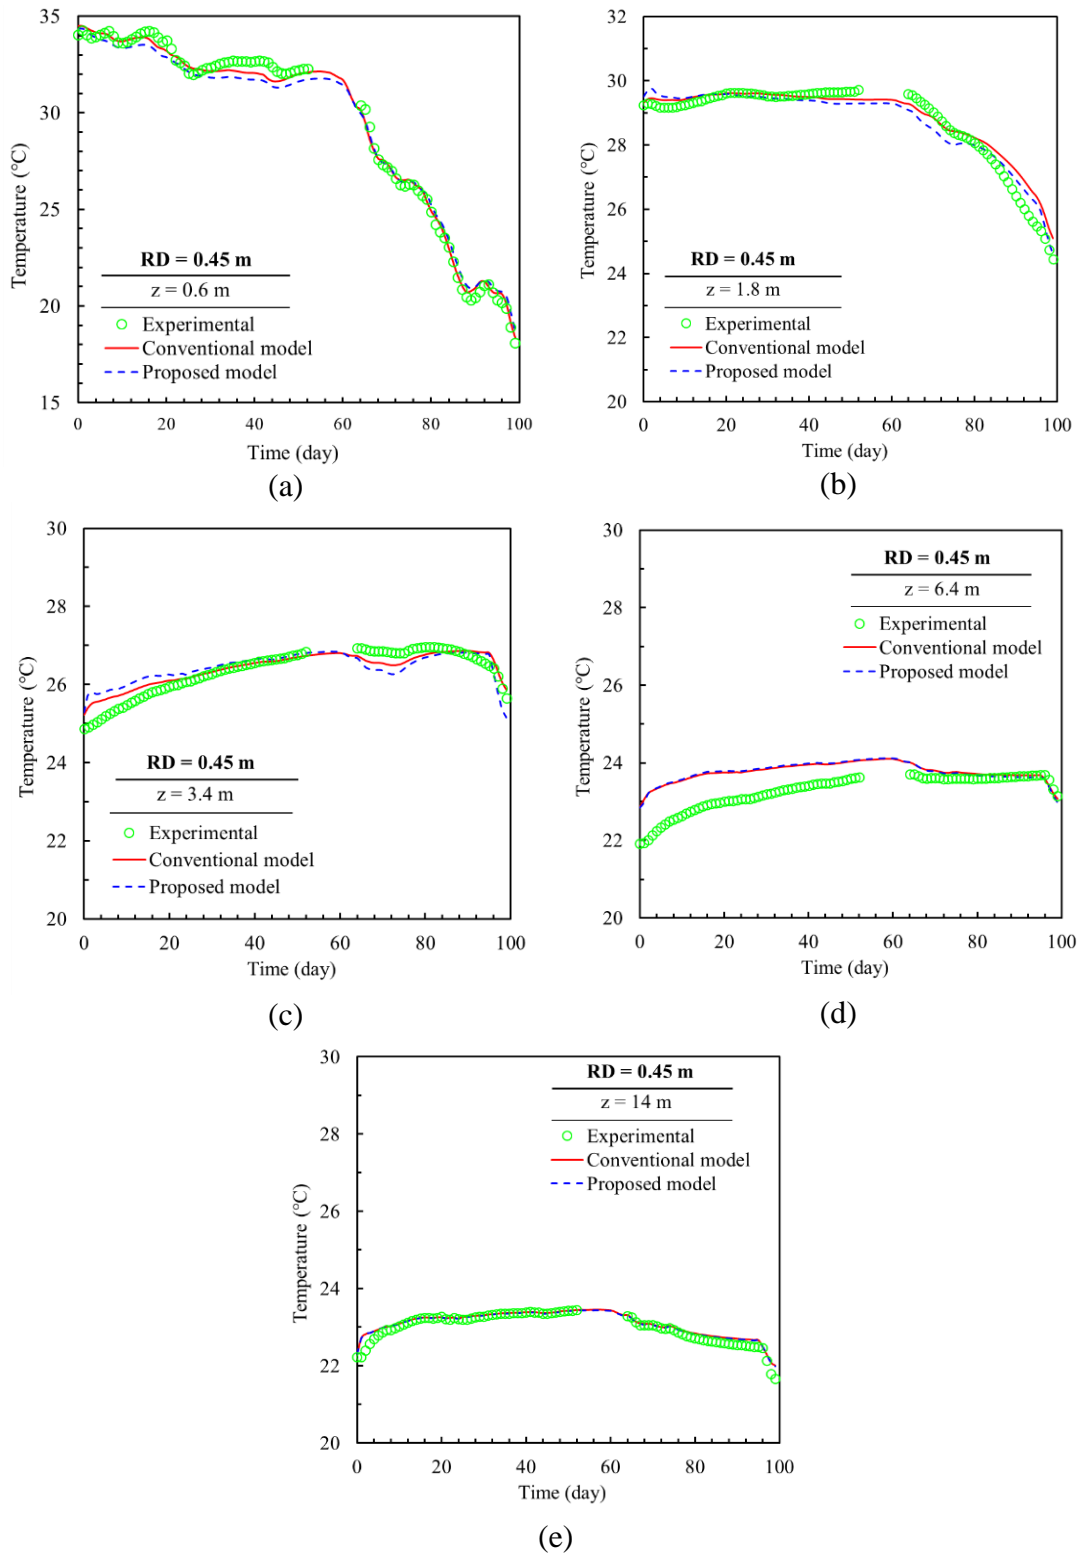 35
30
25
20
15
Temperature (°C)
RD = 0.45 m
z = 0.6 m
Experimental
Conventional model
Proposed model
0 20 40 60 80 100
Time (day)
(a)
32
30
28
26
24
22
20
Temperature (°C)
RD = 0.45 m
z = 1.8 m
Experimental
Conventional model
Proposed model
0 20 40 60 80 100
Time (day)
(b)
30
28
26
24
22
20
Temperature (°C)
RD = 0.45 m
z = 3.4 m
Experimental
Conventional model
Proposed model
0 20 40 60 80 100
Time (day)
(c)
30
28
26
24
22
20
Temperature (°C)
RD = 0.45 m
z = 6.4 m
Experimental
Conventional model
Proposed model
0 20 40 60 80 100
Time (day)
(d)
30
28
26
24
22
20
Temperature (°C)
RD = 0.45 m
z = 14 m
Experimental
Conventional model
Proposed model
0 20 40 60 80 100
Time (day)
(e)